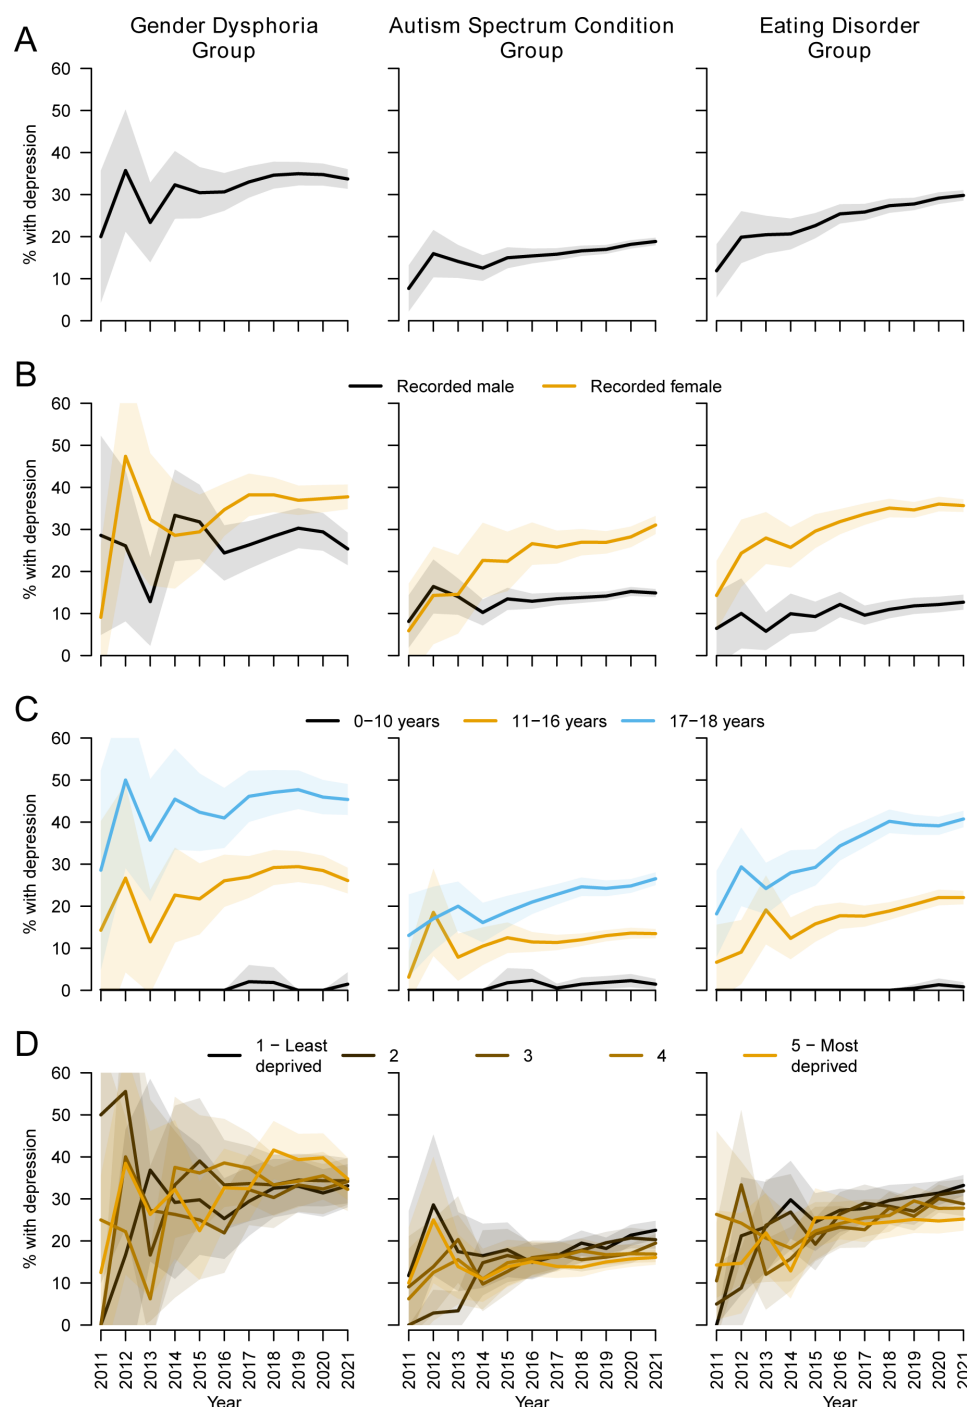 A
Gender Dysphoria
Group
Autism Spectrum Condition
Group
Eating Disorder
Group
% with depression
60
50
40
30
20
10
0
B
Recorded male
Recorded female
% with depression
60
50
40
30
20
10
0
C
0−10 years
11−16 years
17−18 years
% with depression
60
50
40
30
20
10
0
D
1 − Least
deprived
2
3
4
5 − Most
deprived
% with depression
60
50
40
30
20
10
0
2011
2012
2013
2014
2015
2016
2017
2018
2019
2020
2021
Year
2011
2012
2013
2014
2015
2016
2017
2018
2019
2020
2021
Year
2011
2012
2013
2014
2015
2016
2017
2018
2019
2020
2021
Year